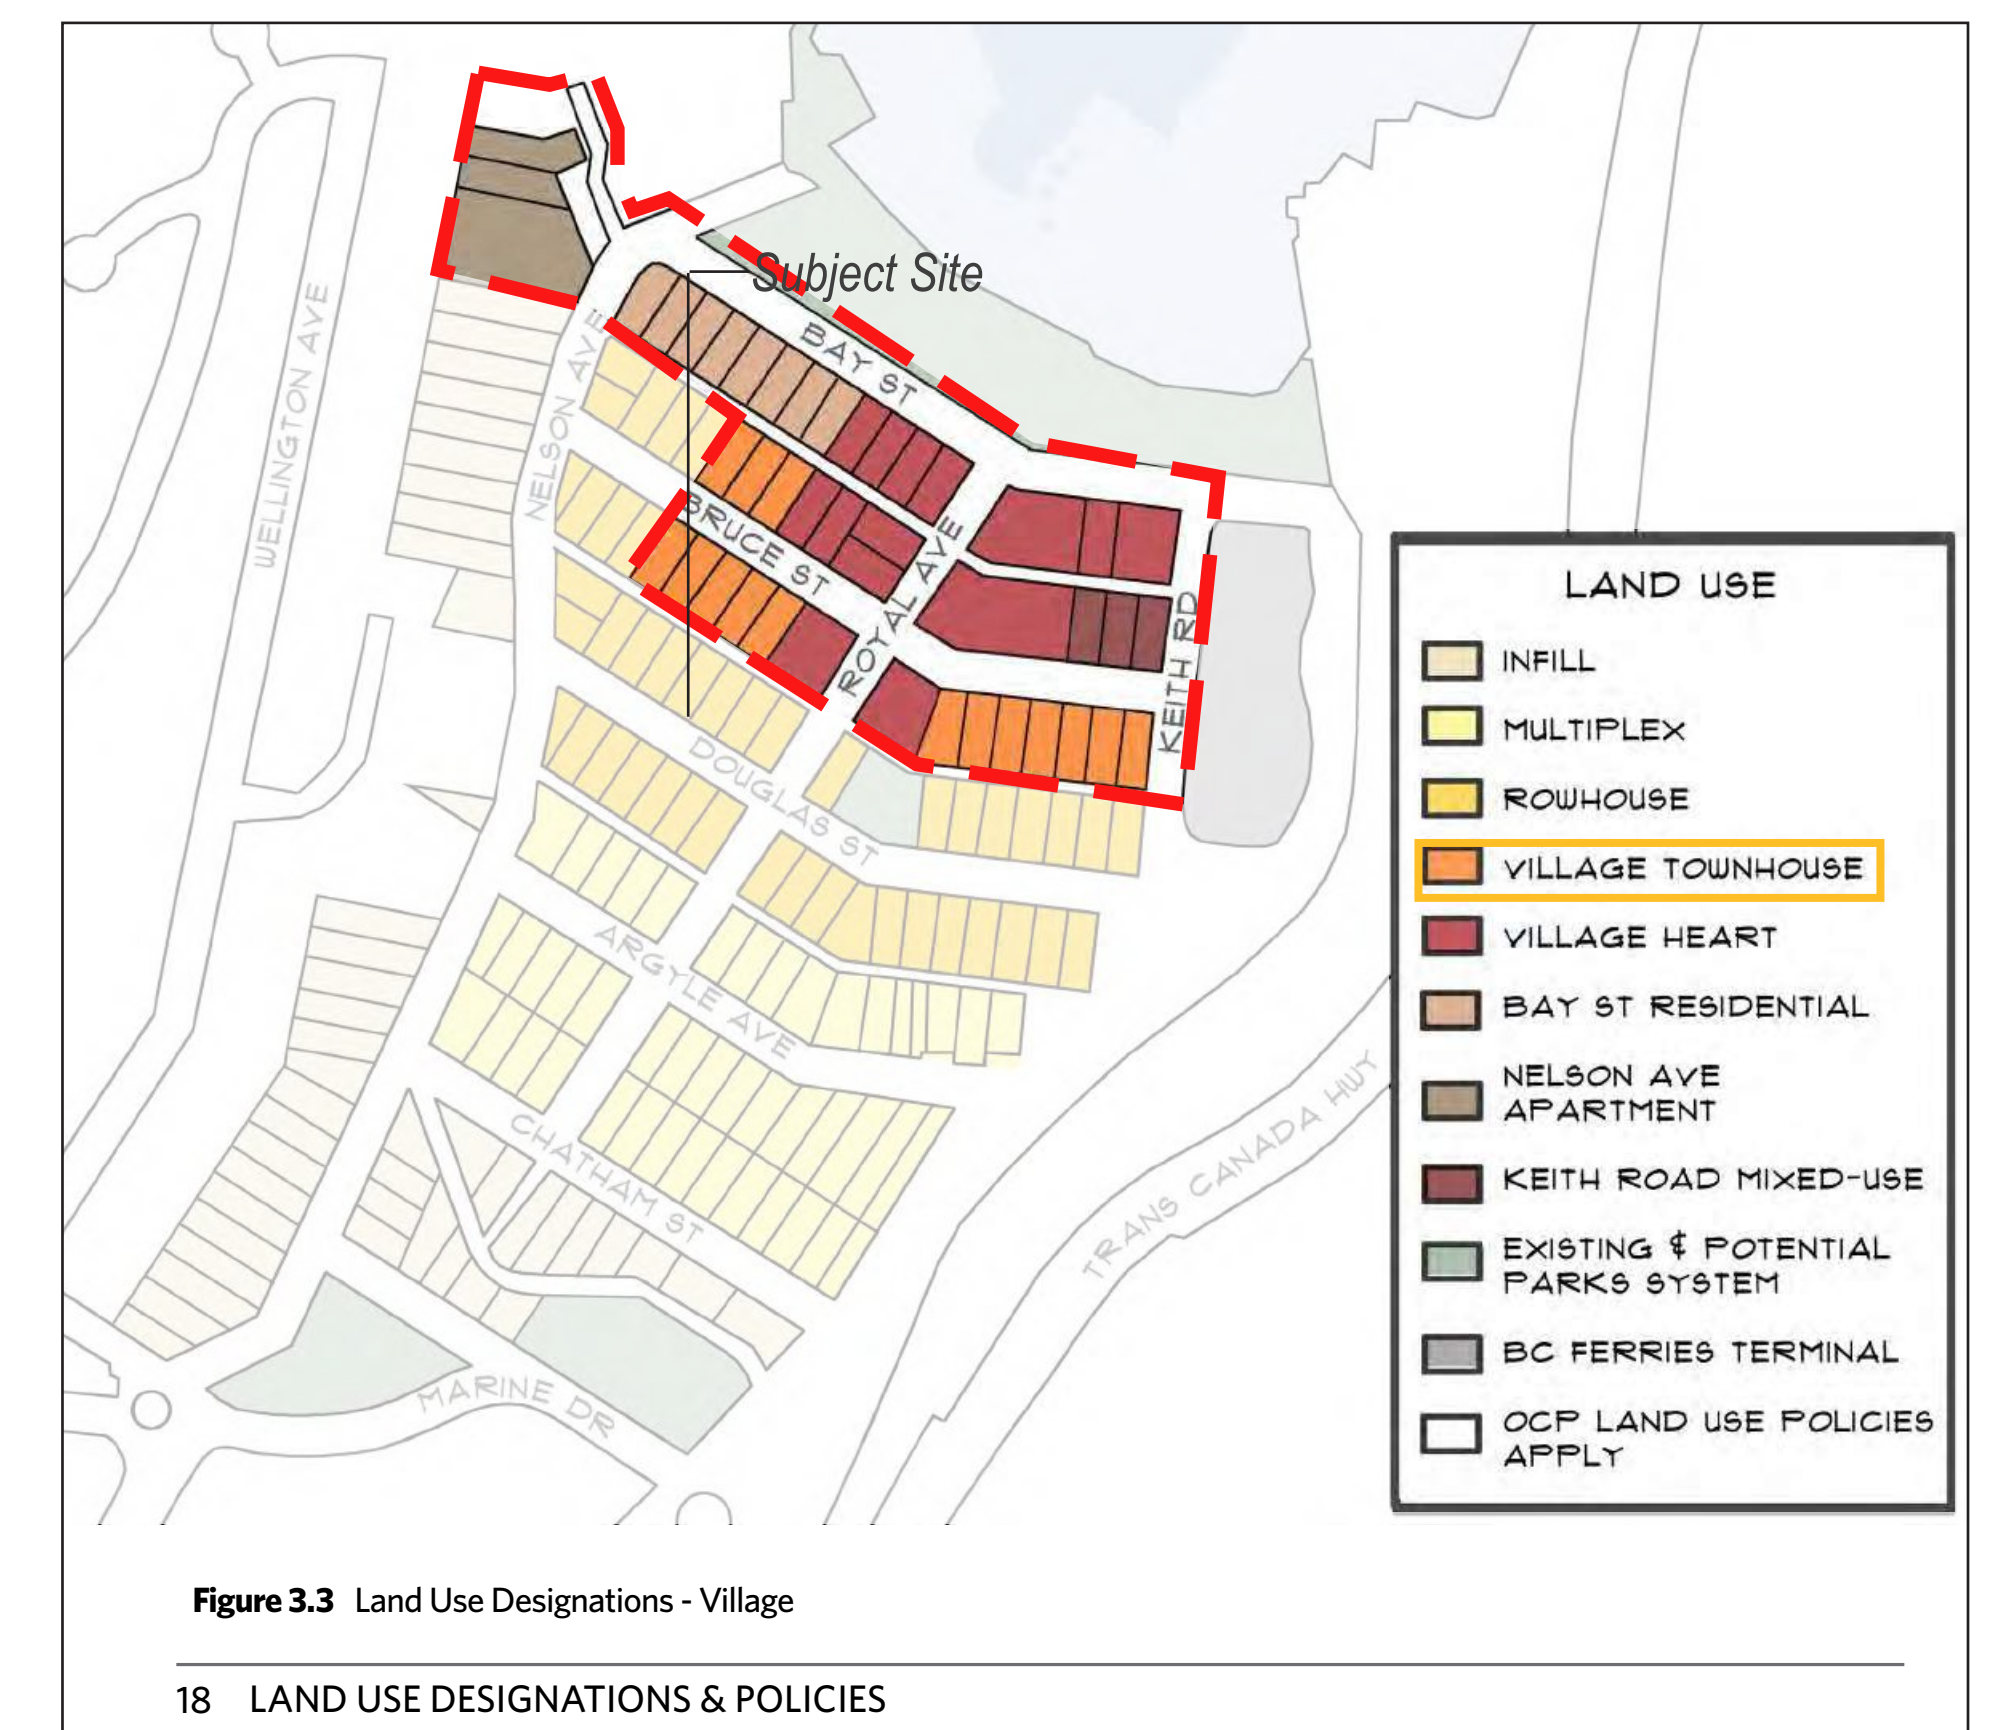 Subject Site
BAY ST
WELLINGTON AVE
NELSON AVE
BRUCE ST
ROYAL AVE
KEITH RD
DOUGLAS ST
ARGYLE AVE
CHATHAM ST
MARINE DR
TRANS CANADA HWY
LAND USE
INFILL
MULTIPLEX
ROWHOUSE
VILLAGE TOWNHOUSE
VILLAGE HEART
BAY ST RESIDENTIAL
NELSON AVE
APARTMENT
KEITH ROAD MIXED-USE
EXISTING & POTENTIAL
PARKS SYSTEM
BC FERRIES TERMINAL
OCP LAND USE POLICIES
APPLY
Figure 3.3 Land Use Designations - Village
18 LAND USE DESIGNATIONS & POLICIES